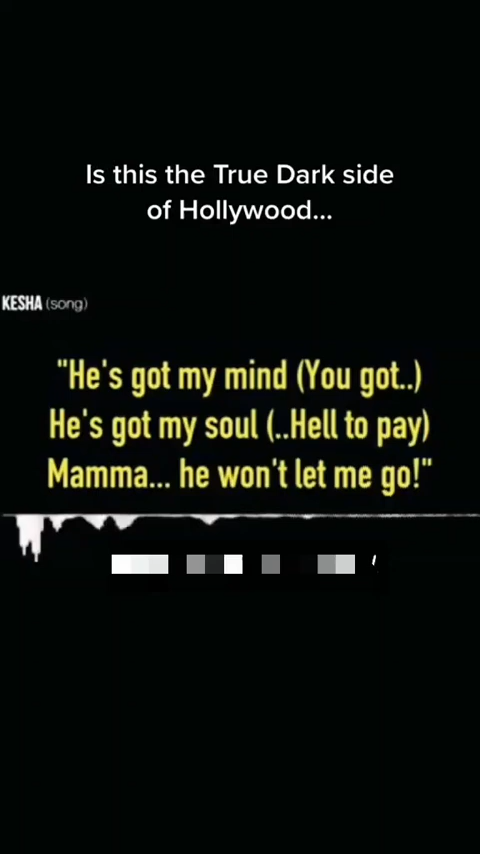 Is this the True Dark side
of Hollywood...
KESHA (song)
"He's got my mind (You got..)
He's got my soul (..Hell to pay)
Mamma... he won't let me go!"